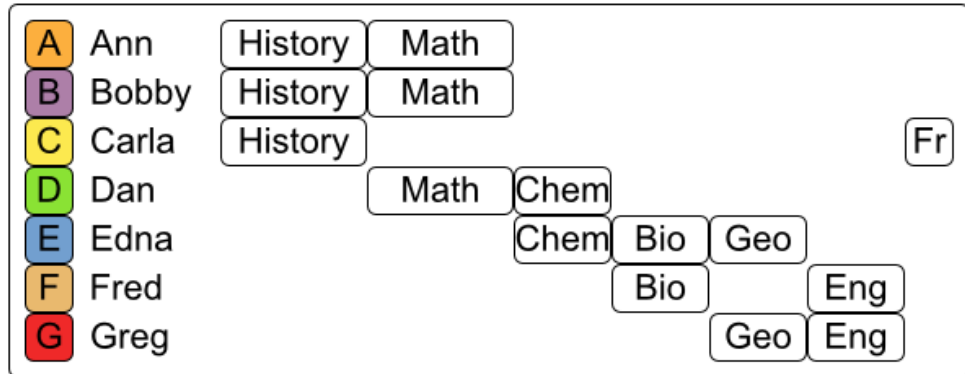 A Ann History Math
B Bobby History Math
C Carla History Fr
D Dan Math Chem
E Edna Chem Bio Geo
F Fred Bio Eng
G Greg Geo Eng